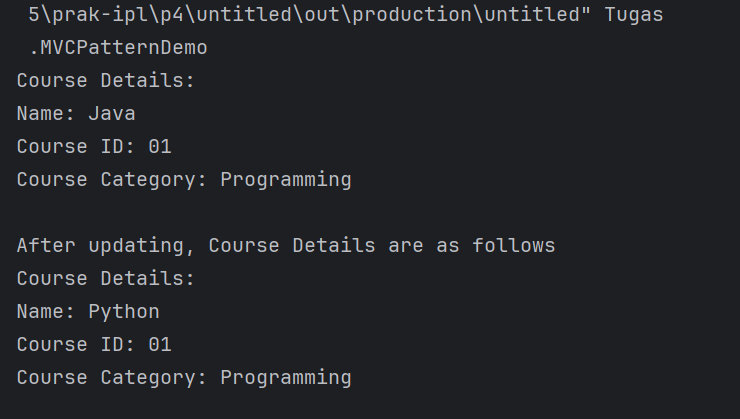 5\prak-ipl\p4\untitled\out\production\untitled" Tugas
.MVCPatternDemo
Course Details:
Name: Java
Course ID: 01
Course Category: Programming
After updating, Course Details are as follows
Course Details:
Name: Python
Course ID: 01
Course Category: Programming